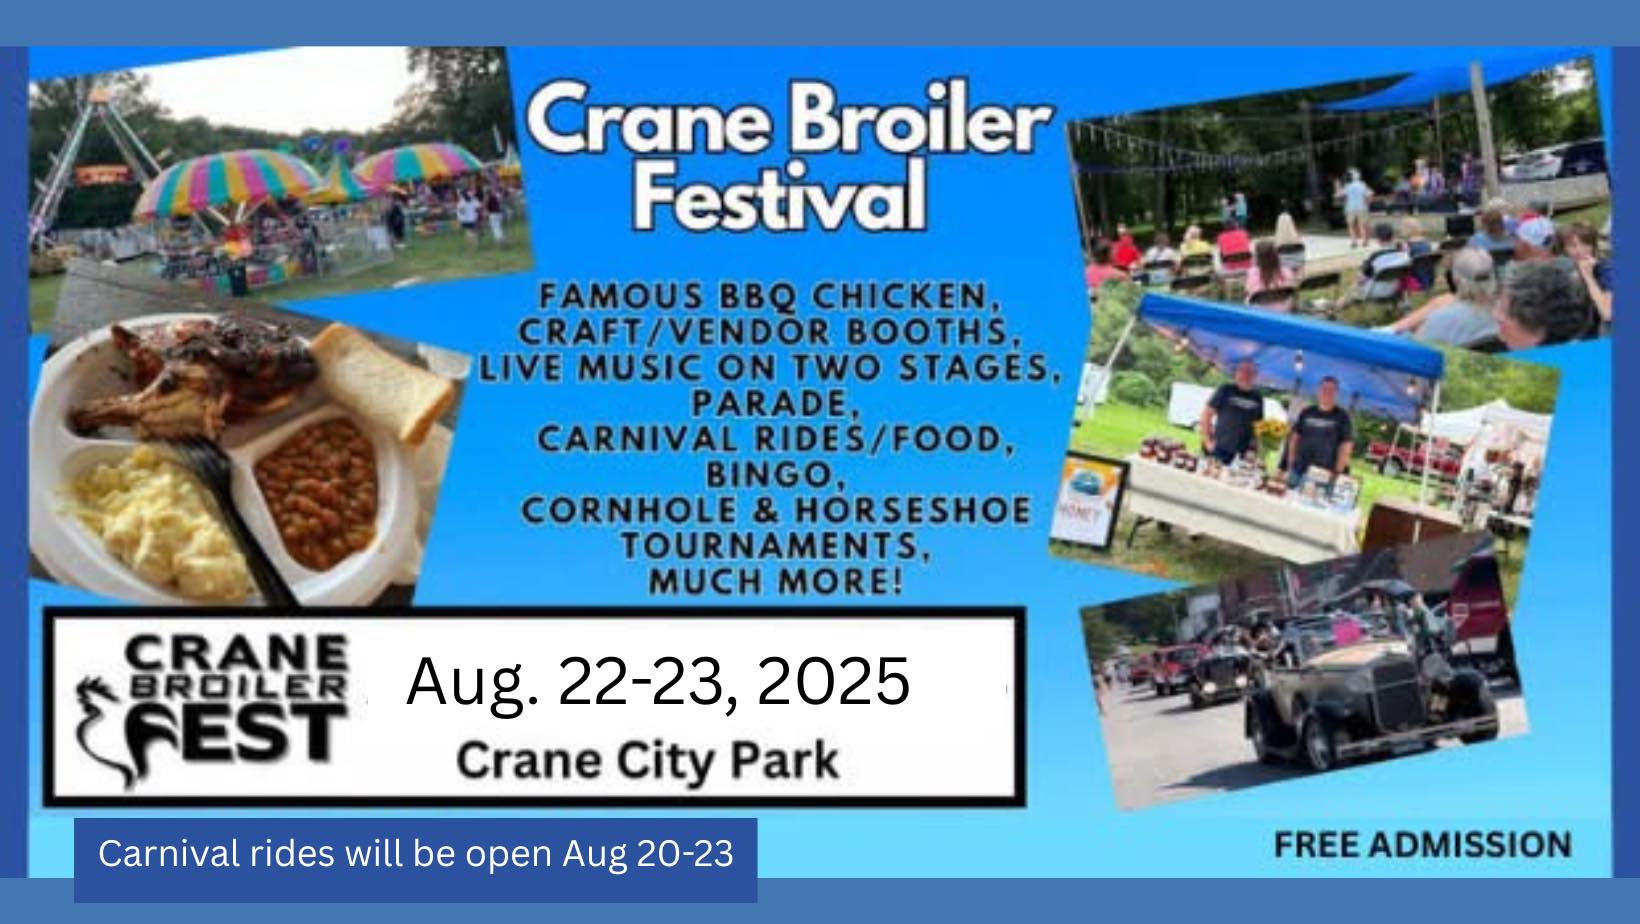 Crane Broiler
Festival
FAMOUS BBQ CHICKEN,
CRAFT/VENDOR BOOTHS,
LIVE MUSIC ON TWO STAGES,
PARADE,
CARNIVAL RIDES/FOOD,
BINGO,
CORNHOLE & HORSESHOE
TOURNAMENTS,
MUCH MORE!
HONEY
CRANE
BROILER
FEST
Aug. 22-23, 2025
Crane City Park
Carnival rides will be open Aug 20-23
FREE ADMISSION